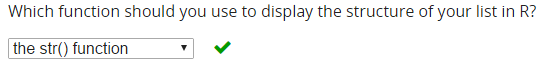 Which function should you use to display the structure of your list in R?
the str() function